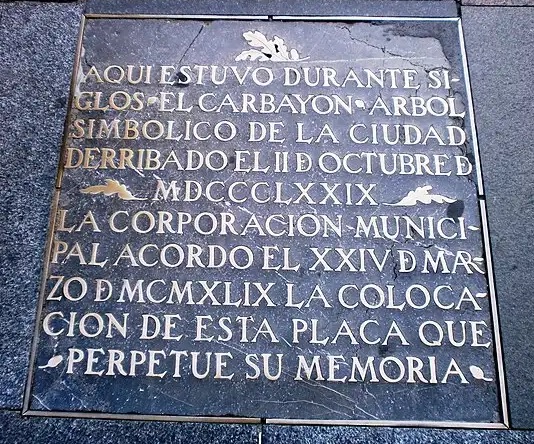 AQUI ESTUVO DURANTE SI-
GLOS•EL CARBAYON•ARBOL
SIMBOLICO DE LA CIUDAD
DERRIBADO EL II Đ OCTUBRE Đ
MDCCCLXXIX
LA CORPORACION MUNICI-
PAL ACORDO EL XXIV Đ MAR-
ZO Đ MCMXLIX LA COLOCA-
CION DE ESTA PLACA QUE
PERPETUE SU MEMORIA